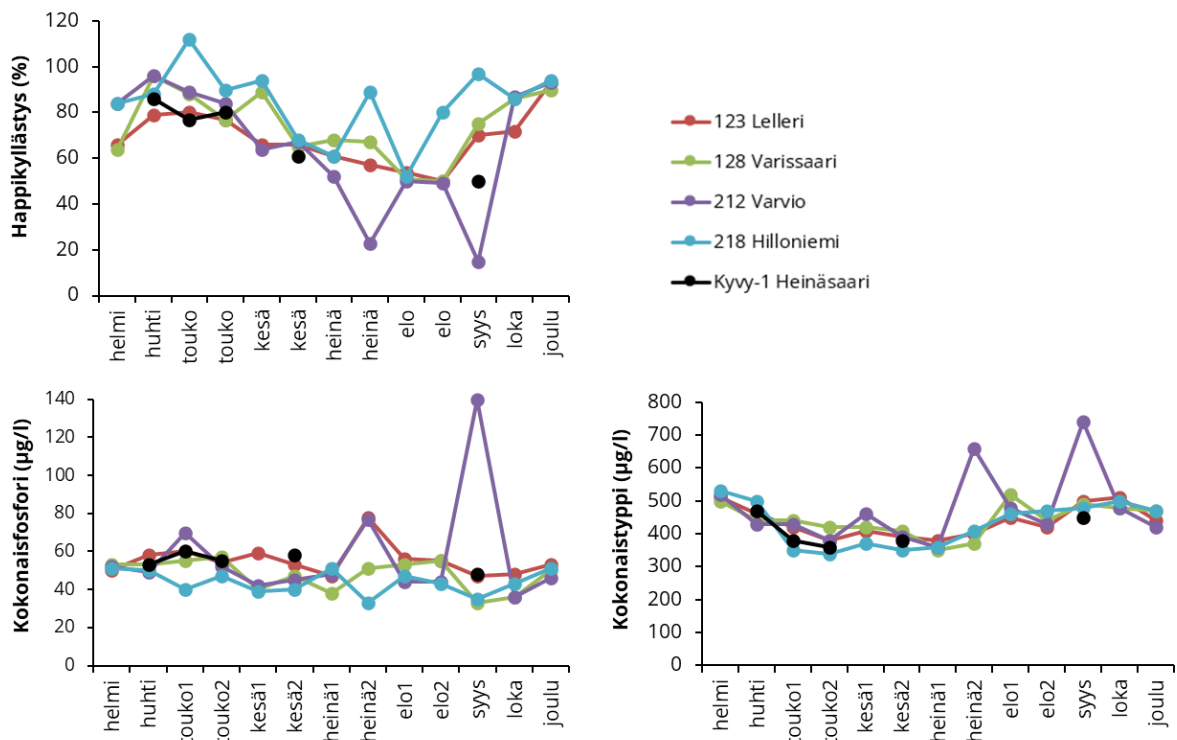 Happikyllästys (%)
120
100
80
60
40
20
0
helmi
huhti
touko
touko
kesä
kesä
heinä
heinä
elo
elo
syys
loka
joulu
123 Lelleri
128 Varissaari
212 Varvio
218 Hilloniemi
Kyvy-1 Heinäsaari
Kokonaisfosfori (µg/l)
140
120
100
80
60
40
20
0
helmi
huhti
touko1
touko2
kesä1
kesä2
heinä1
heinä2
elo1
elo2
syys
loka
joulu
Kokonaistyppi (µg/l)
800
700
600
500
400
300
200
100
0
helmi
huhti
touko1
touko2
kesä1
kesä2
heinä1
heinä2
elo1
elo2
syys
loka
joulu